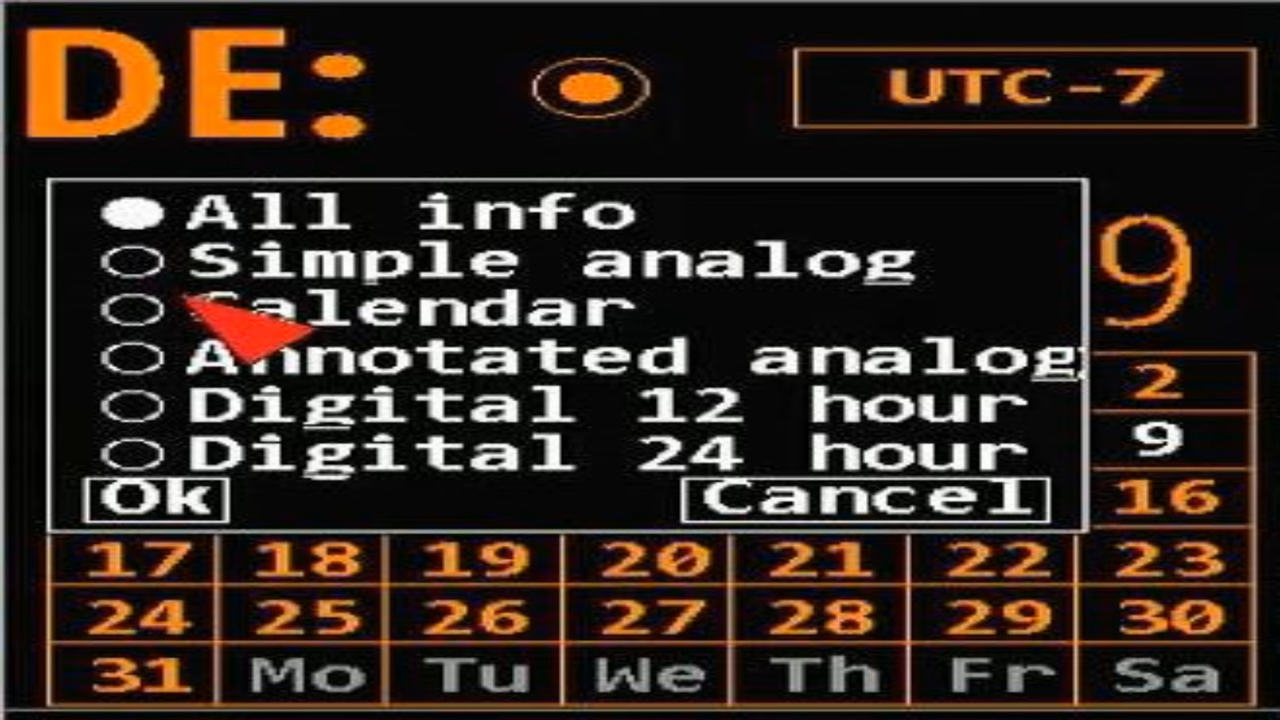 DE:
UTC-7
All info
9
Simple analog
Calendar
Annotated analog
2
Digital 12 hour
9
Digital 24 hour
Ok Cancel
16
17 18 19 20 21 22 23
24 25 26 27 28 29 30
31 Mo Tu We Th Fr Sa